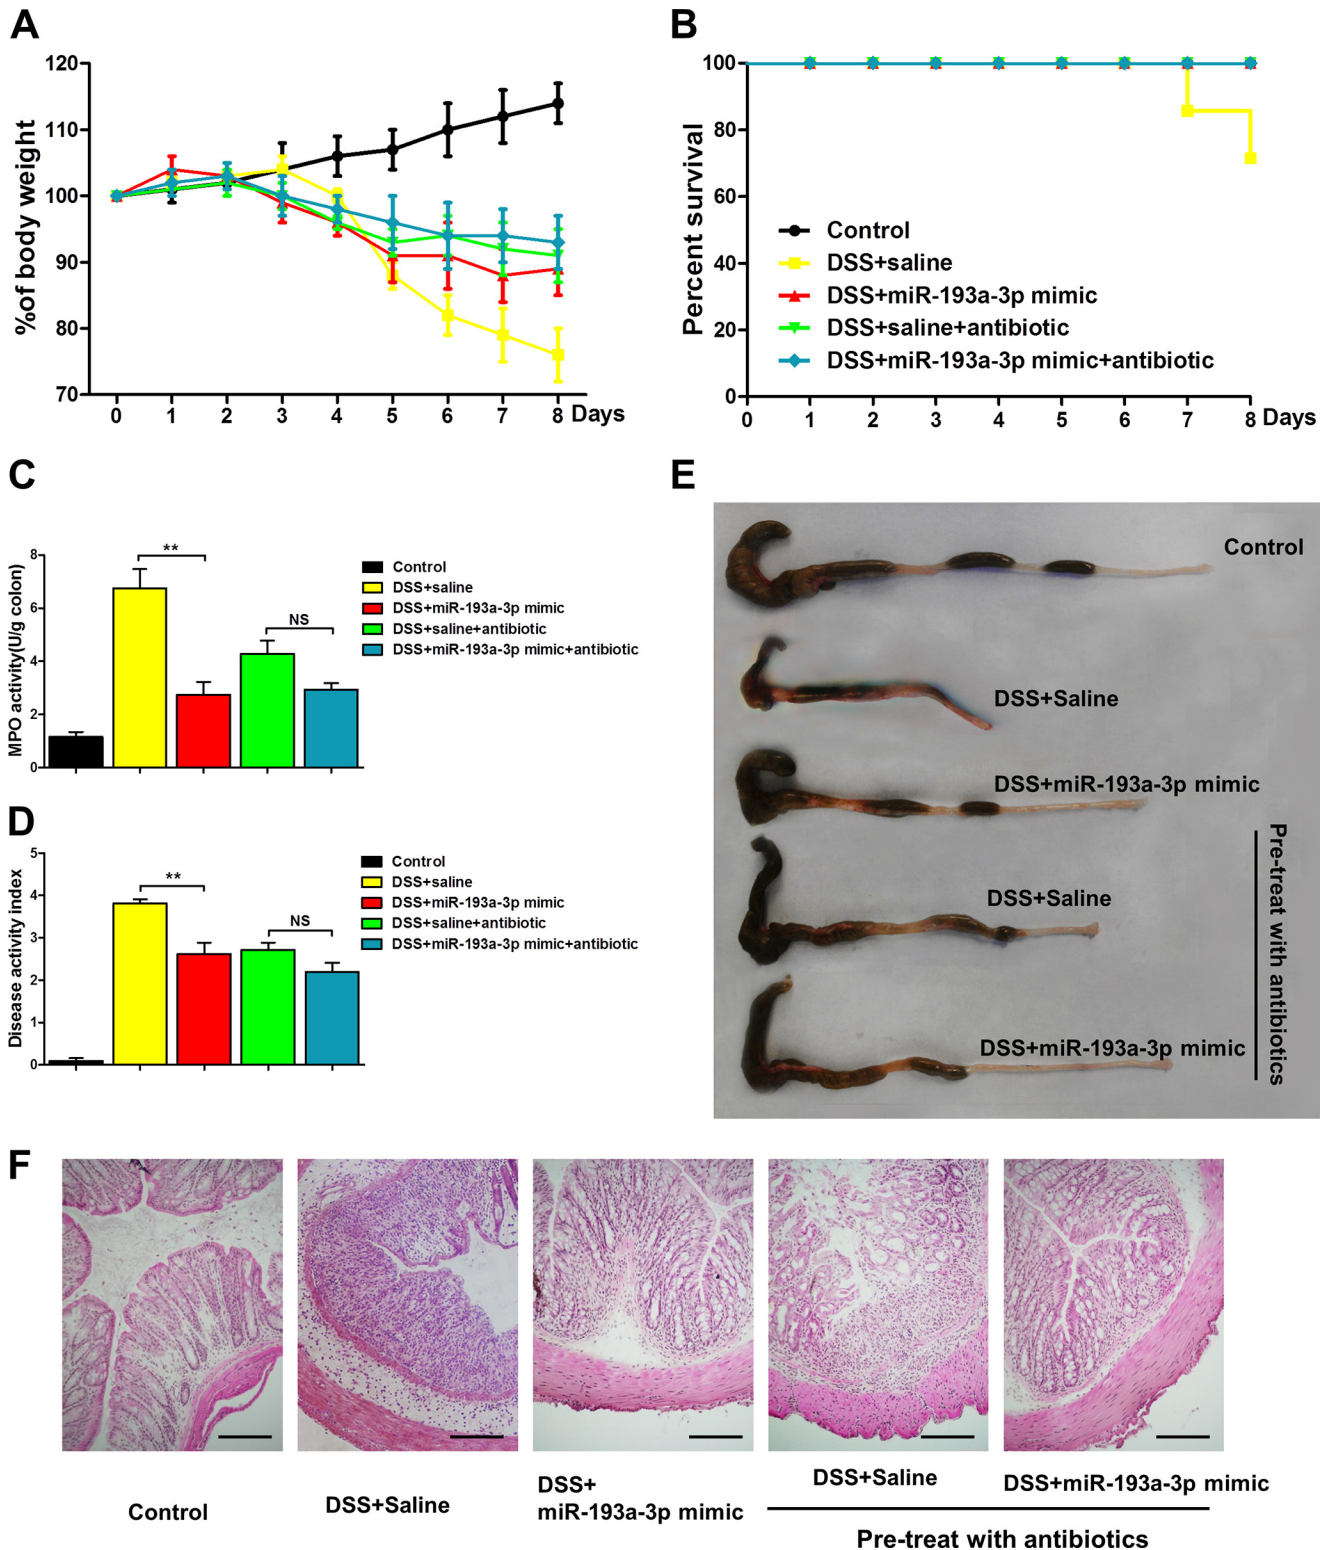 A
120
110
100
90
80
70
%of body weight
0 1 2 3 4 5 6 7 8 Days
B
100
80
60
40
20
0
Percent survival
Control
DSS+saline
DSS+miR-193a-3p mimic
DSS+saline+antibiotic
DSS+miR-193a-3p mimic+antibiotic
0 1 2 3 4 5 6 7 8 Days
C
8
6
4
2
0
MPO activity(U/g colon)
**
NS
Control
DSS+saline
DSS+miR-193a-3p mimic
DSS+saline+antibiotic
DSS+miR-193a-3p mimic+antibiotic
D
5
4
3
2
1
0
Disease activity index
**
NS
Control
DSS+saline
DSS+miR-193a-3p mimic
DSS+saline+antibiotic
DSS+miR-193a-3p mimic+antibiotic
E
Control
DSS+Saline
DSS+miR-193a-3p mimic
DSS+Saline
DSS+miR-193a-3p mimic
Pre-treat with antibiotics
F
Control
DSS+Saline
DSS+
miR-193a-3p mimic
DSS+Saline
DSS+miR-193a-3p mimic
Pre-treat with antibiotics